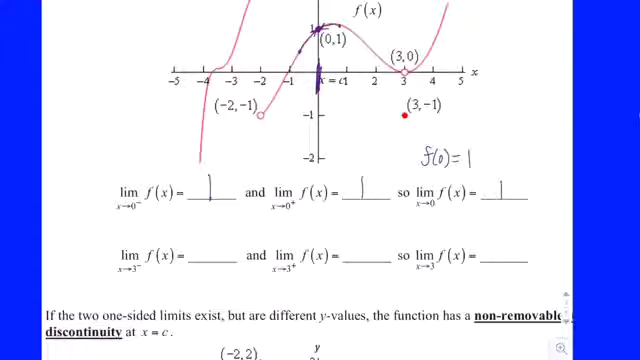 f(x)
1
(0,1)
(3,0)
-5 -4 -3 -2 x = c 1 2 3 4 5 x
(-2,-1)
-1
(3,-1)
-2
f(0) = 1
lim x→0⁻ f(x) = 1 and lim x→0⁺ f(x) = 1 so lim x→0 f(x) = 1
lim x→3⁻ f(x) = ______ and lim x→3⁺ f(x) = ______ so lim x→3 f(x) = ______
If the two one-sided limits exist, but are different y-values, the function has a non-removable
discontinuity at x = c.
(-2,2) y